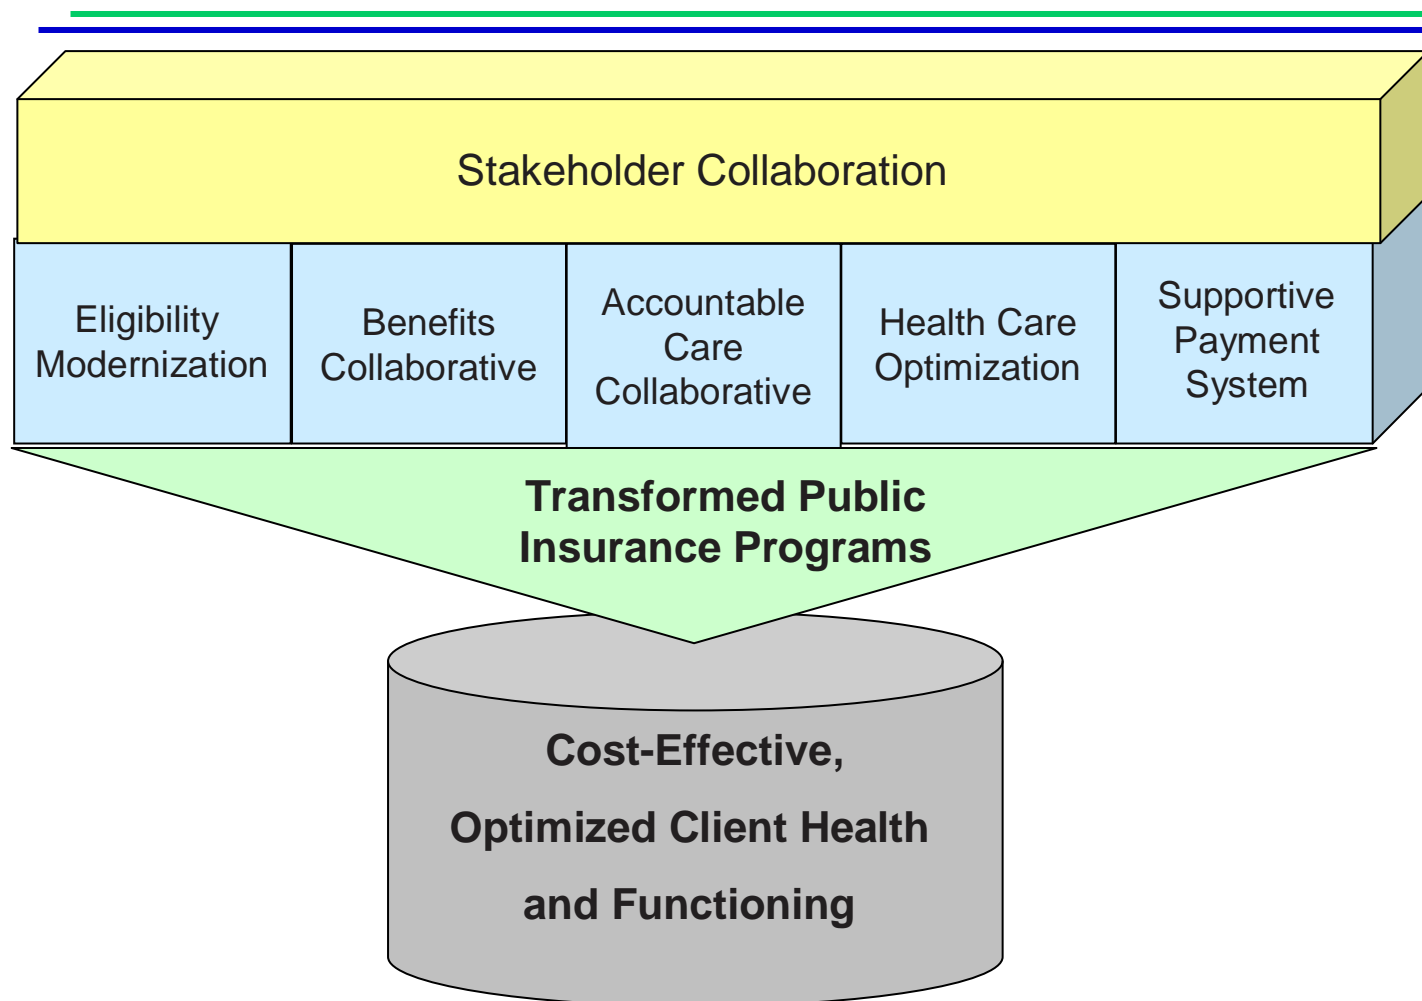 Stakeholder Collaboration
Eligibility
Modernization
Benefits
Collaborative
Accountable
Care
Collaborative
Health Care
Optimization
Supportive
Payment
System
Transformed Public
Insurance Programs
Cost-Effective,
Optimized Client Health
and Functioning